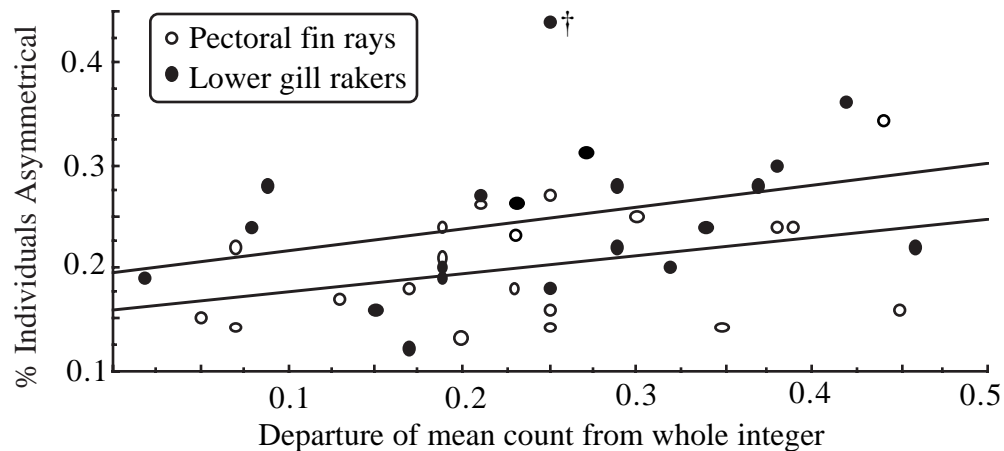 % Individuals Asymmetrical
0.4
0.3
0.2
0.1
†
Pectoral fin rays
Lower gill rakers
0.1
0.2
0.3
0.4
0.5
Departure of mean count from whole integer